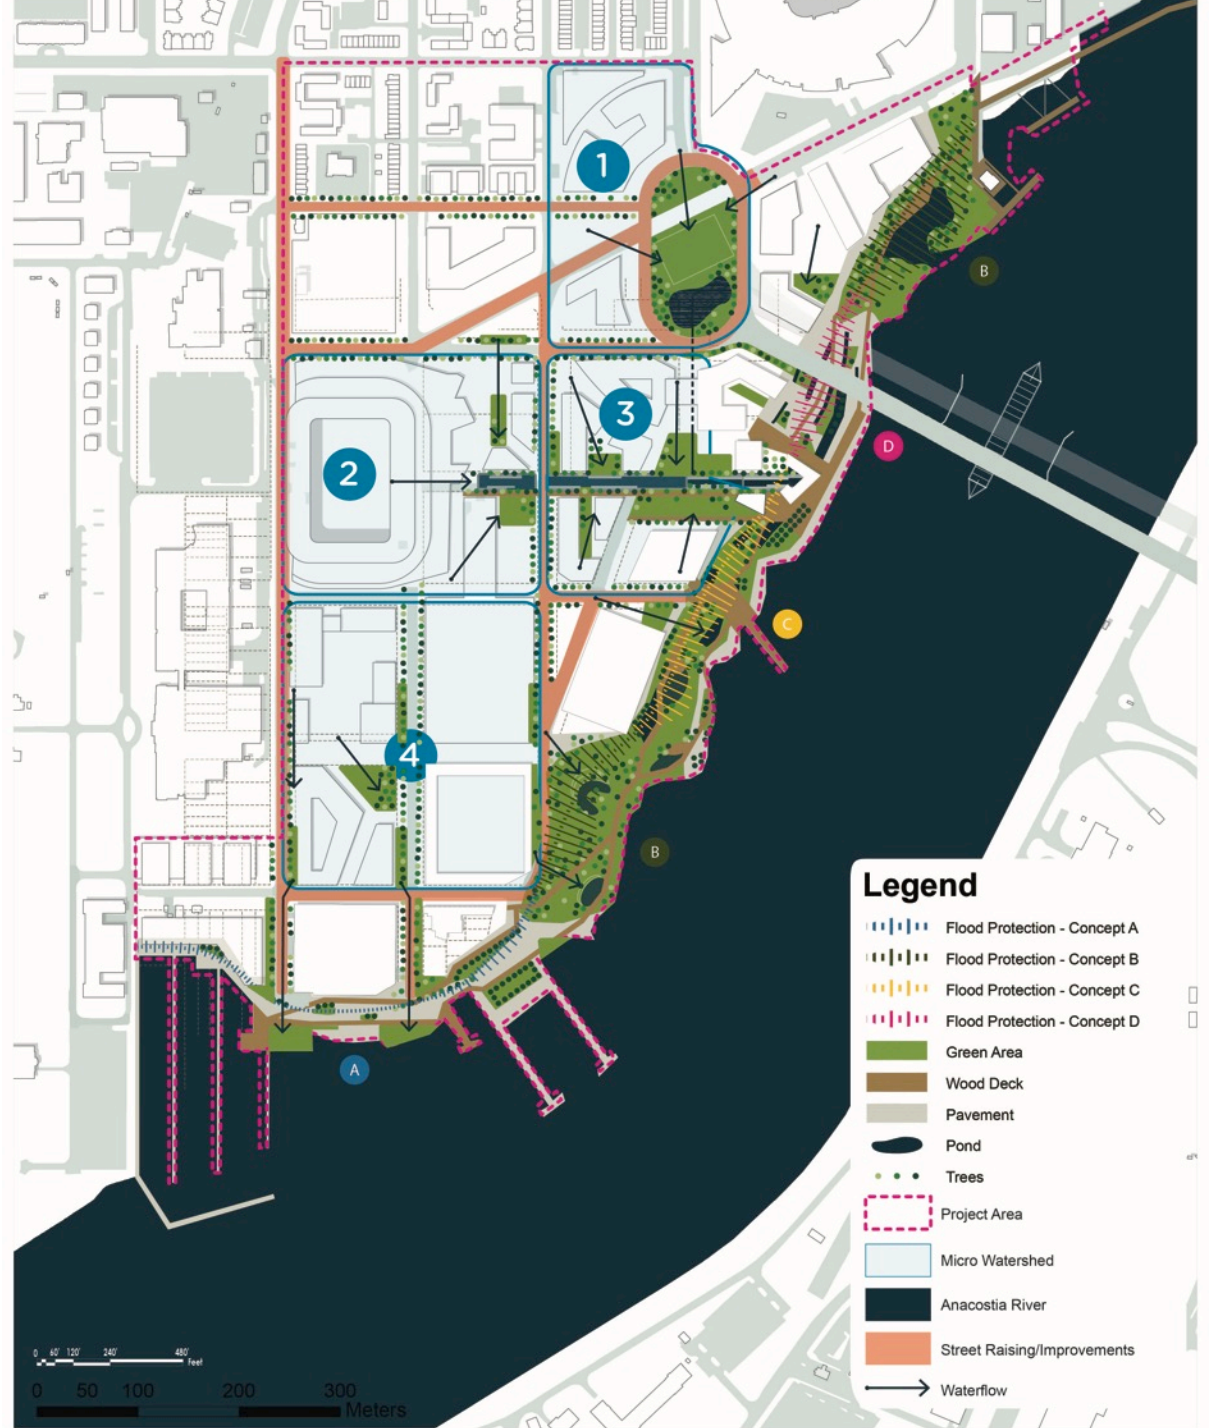 1
B
3
2
D
C
4
B
A
Legend
Flood Protection - Concept A
Flood Protection - Concept B
Flood Protection - Concept C
Flood Protection - Concept D
Green Area
Wood Deck
Pavement
Pond
Trees
Project Area
Micro Watershed
Anacostia River
Street Raising/Improvements
Waterflow
0 60' 120' 240' 480'
Feet
0 50 100 200 300
Meters